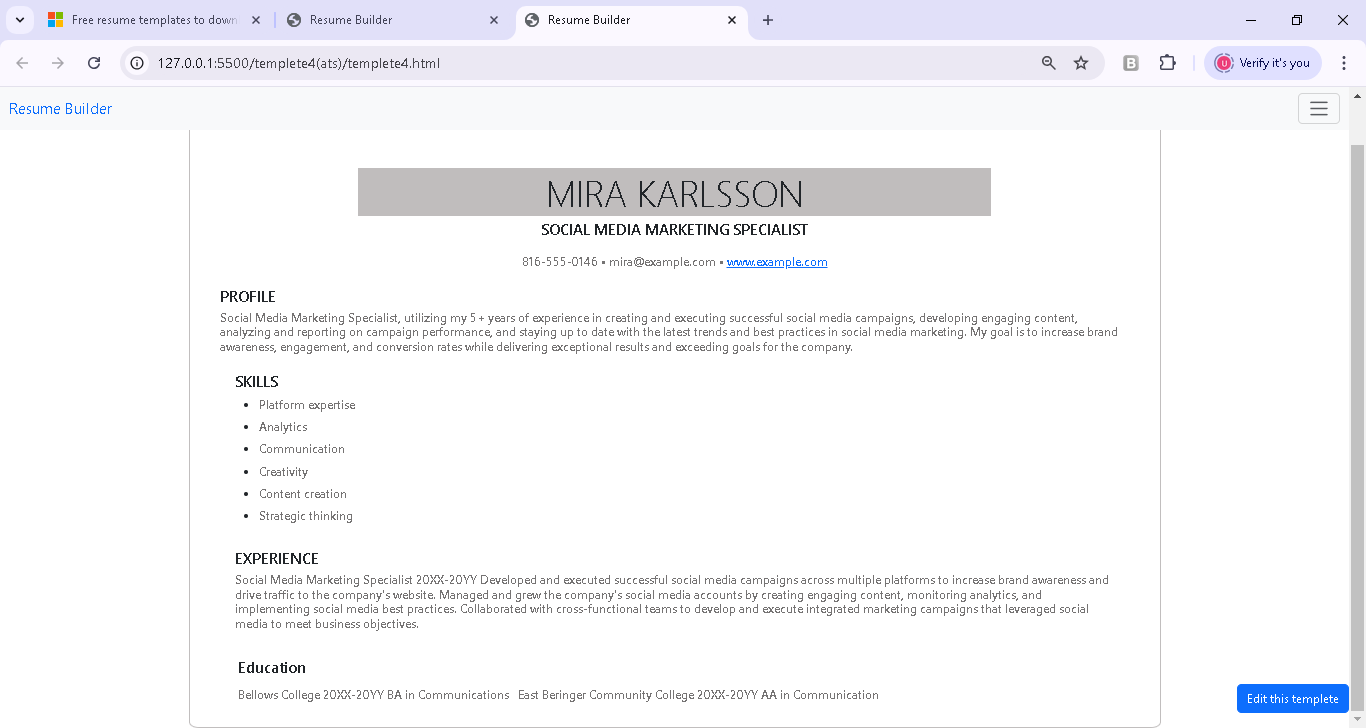 Free resume templates to down
Resume Builder
Resume Builder
127.0.0.1:5500/templete4(ats)/templete4.html
B
U
Verify it's you
Resume Builder
MIRA KARLSSON
SOCIAL MEDIA MARKETING SPECIALIST
816-555-0146 • mira@example.com • www.example.com
PROFILE
Social Media Marketing Specialist, utilizing my 5+ years of experience in creating and executing successful social media campaigns, developing engaging content,
analyzing and reporting on campaign performance, and staying up to date with the latest trends and best practices in social media marketing. My goal is to increase brand
awareness, engagement, and conversion rates while delivering exceptional results and exceeding goals for the company.
SKILLS
• Platform expertise
• Analytics
• Communication
• Creativity
• Content creation
• Strategic thinking
EXPERIENCE
Social Media Marketing Specialist 20XX-20YY Developed and executed successful social media campaigns across multiple platforms to increase brand awareness and
drive traffic to the company's website. Managed and grew the company's social media accounts by creating engaging content, monitoring analytics, and
implementing social media best practices. Collaborated with cross-functional teams to develop and execute integrated marketing campaigns that leveraged social
media to meet business objectives.
Education
Bellows College 20XX-20YY BA in Communications East Beringer Community College 20XX-20YY AA in Communication
Edit this templete